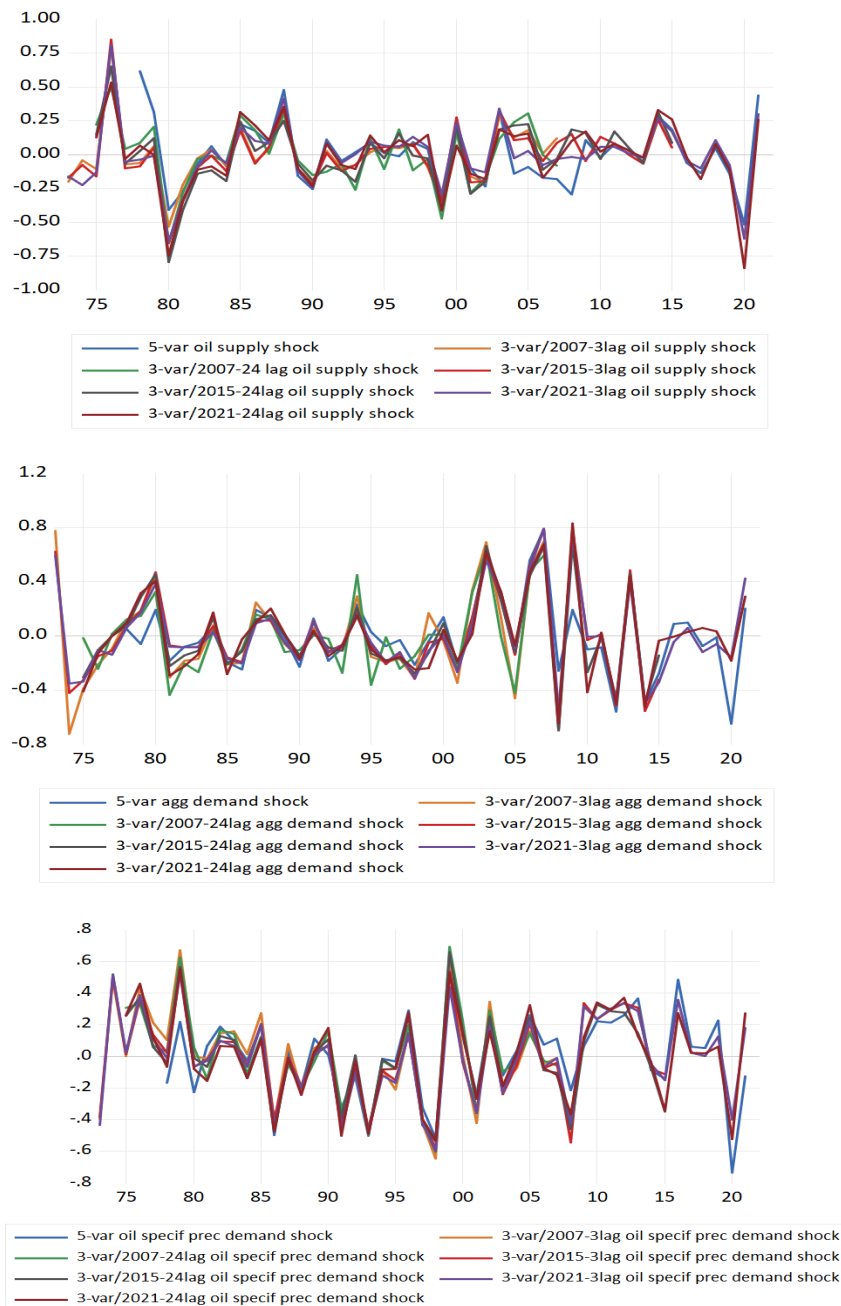 1.00
0.75
0.50
0.25
0.00
-0.25
-0.50
-0.75
-1.00
75 80 85 90 95 00 05 10 15 20
5-var oil supply shock 3-var/2007-3lag oil supply shock
3-var/2007-24 lag oil supply shock 3-var/2015-3lag oil supply shock
3-var/2015-24lag oil supply shock 3-var/2021-3lag oil supply shock
3-var/2021-24lag oil supply shock
1.2
0.8
0.4
0.0
-0.4
-0.8
75 80 85 90 95 00 05 10 15 20
5-var agg demand shock 3-var/2007-3lag agg demand shock
3-var/2007-24lag agg demand shock 3-var/2015-3lag agg demand shock
3-var/2015-24lag agg demand shock 3-var/2021-3lag agg demand shock
3-var/2021-24lag agg demand shock
.8
.6
.4
.2
.0
-.2
-.4
-.6
-.8
75 80 85 90 95 00 05 10 15 20
5-var oil specif prec demand shock 3-var/2007-3lag oil specif prec demand shock
3-var/2007-24lag oil specif prec demand shock 3-var/2015-3lag oil specif prec demand shock
3-var/2015-24lag oil specif prec demand shock 3-var/2021-3lag oil specif prec demand shock
3-var/2021-24lag oil specif prec demand shock